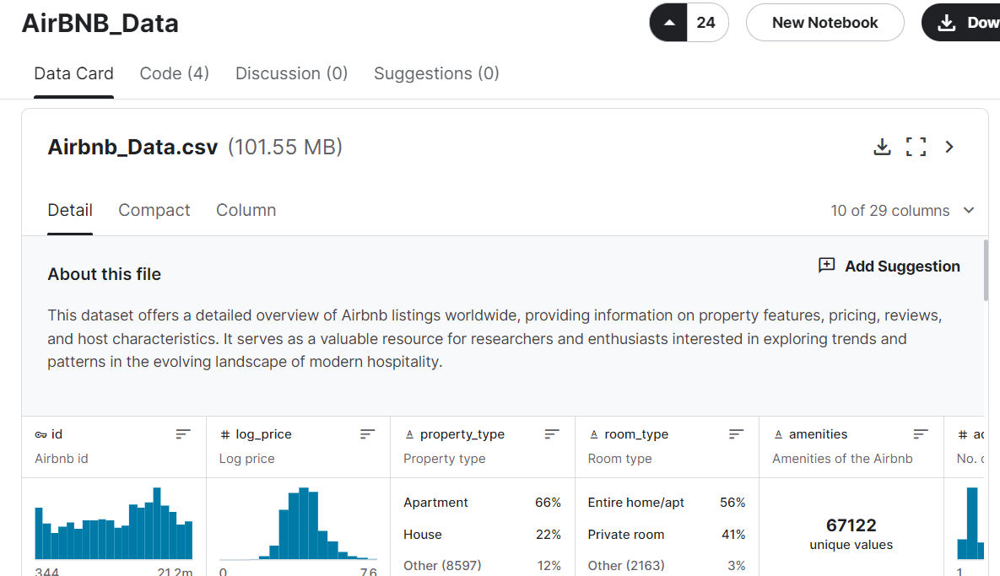 AirBNB_Data
24
New Notebook
Data Card
Code (4)
Discussion (0)
Suggestions (0)
Airbnb_Data.csv (101.55 MB)
Detail
Compact
Column
10 of 29 columns
About this file
Add Suggestion
This dataset offers a detailed overview of Airbnb listings worldwide, providing information on property features, pricing, reviews,
and host characteristics. It serves as a valuable resource for researchers and enthusiasts interested in exploring trends and
patterns in the evolving landscape of modern hospitality.
id
Airbnb id
# log_price
Log price
A property_type
Property type
A room_type
Room type
A amenities
Amenities of the Airbnb
#
No.
344
21.2m
0
7.6
Apartment 66%
House 22%
Other (8597) 12%
Entire home/apt 56%
Private room 41%
Other (2163) 3%
67122
unique values
1